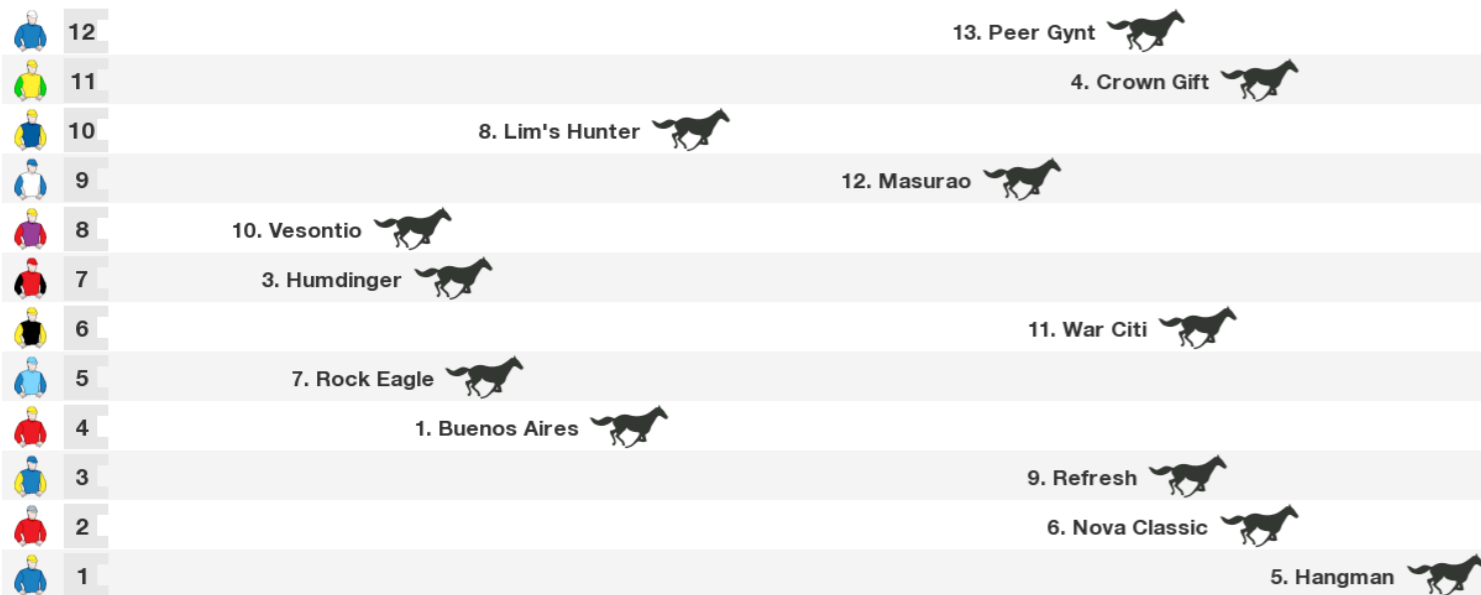 12 13. Peer Gynt
11 4. Crown Gift
10 8. Lim's Hunter
9 12. Masurao
8 10. Vesontio
7 3. Humdinger
6 11. War Citi
5 7. Rock Eagle
4 1. Buenos Aires
3 9. Refresh
2 6. Nova Classic
1 5. Hangman